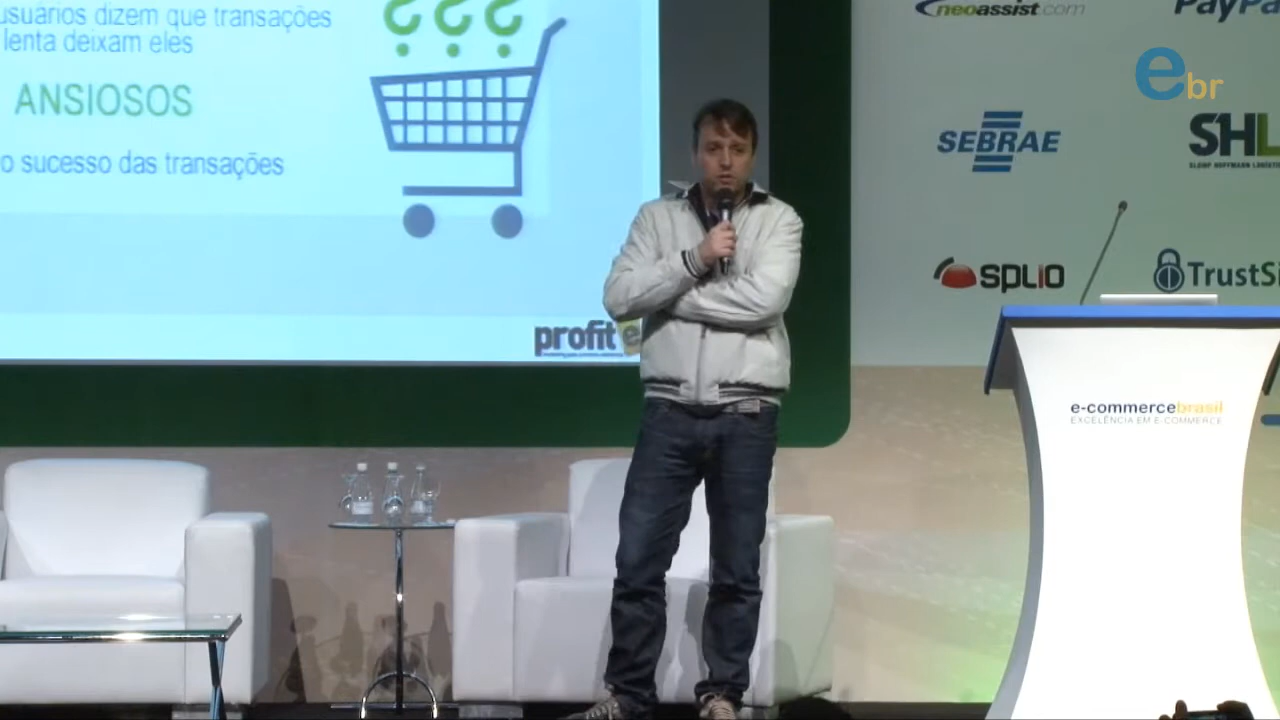 usuários dizem que transações
lenta deixam eles
ANSIOSOS
o sucesso das transações
???
profit e
neoassist.com
PayPa
ebr
SEBRAE
SHL
SPLIO
TrustSi
e-commercebrasil
EXCELÊNCIA EM E-COMMERCE